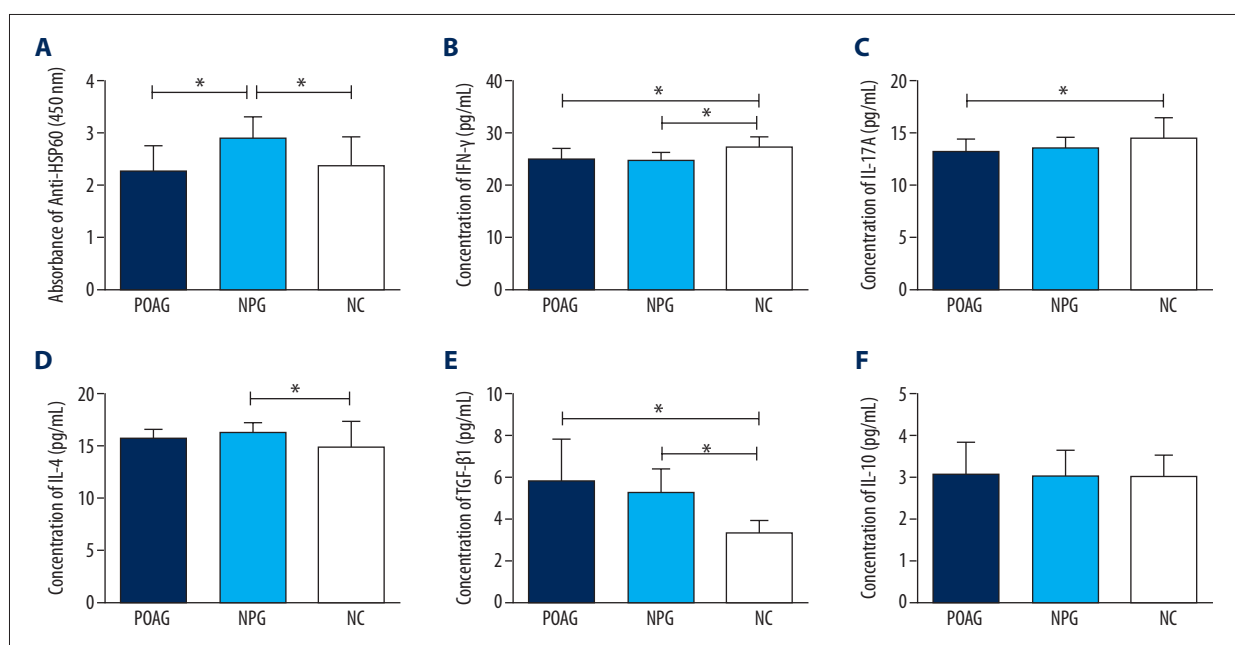 A
Absorbance of Anti-HSP60 (450 nm)
4
3
2
1
0
*
*
POAG
NPG
NC
B
Concentration of IFN-γ (pg/mL)
40
30
20
10
0
*
*
POAG
NPG
NC
C
Concentration of IL-17A (pg/mL)
20
15
10
5
0
*
POAG
NPG
NC
D
Concentration of IL-4 (pg/mL)
20
15
10
5
0
*
POAG
NPG
NC
E
Concentration of TGF-β1 (pg/mL)
10
8
6
4
2
0
*
*
POAG
NPG
NC
F
Concentration of IL-10 (pg/mL)
5
4
3
2
1
0
POAG
NPG
NC